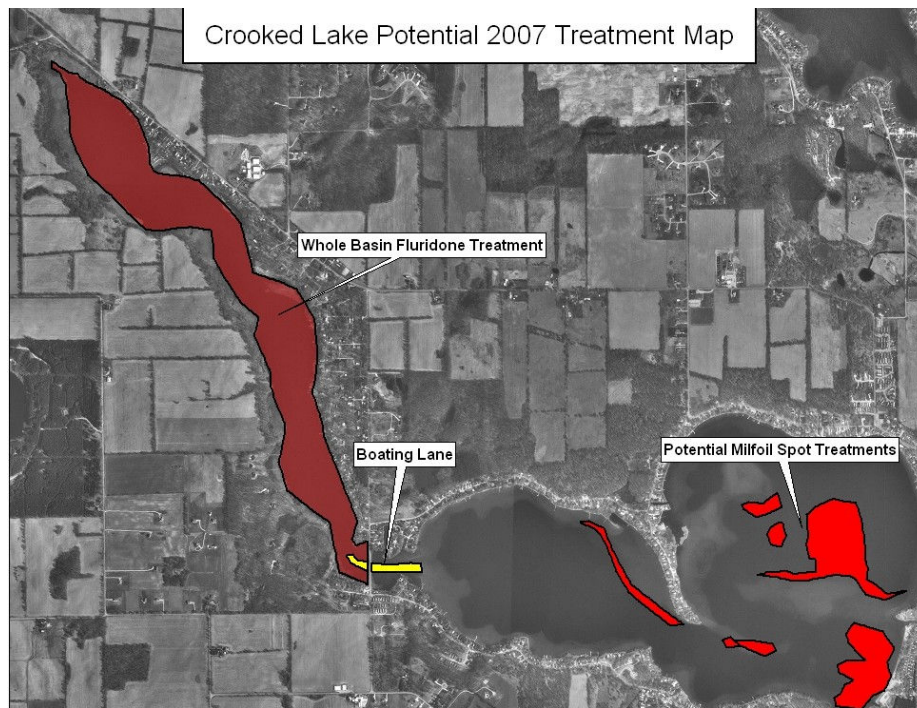 Crooked Lake Potential 2007 Treatment Map
Whole Basin Fluridone Treatment
Boating Lane
Potential Milfoil Spot Treatments